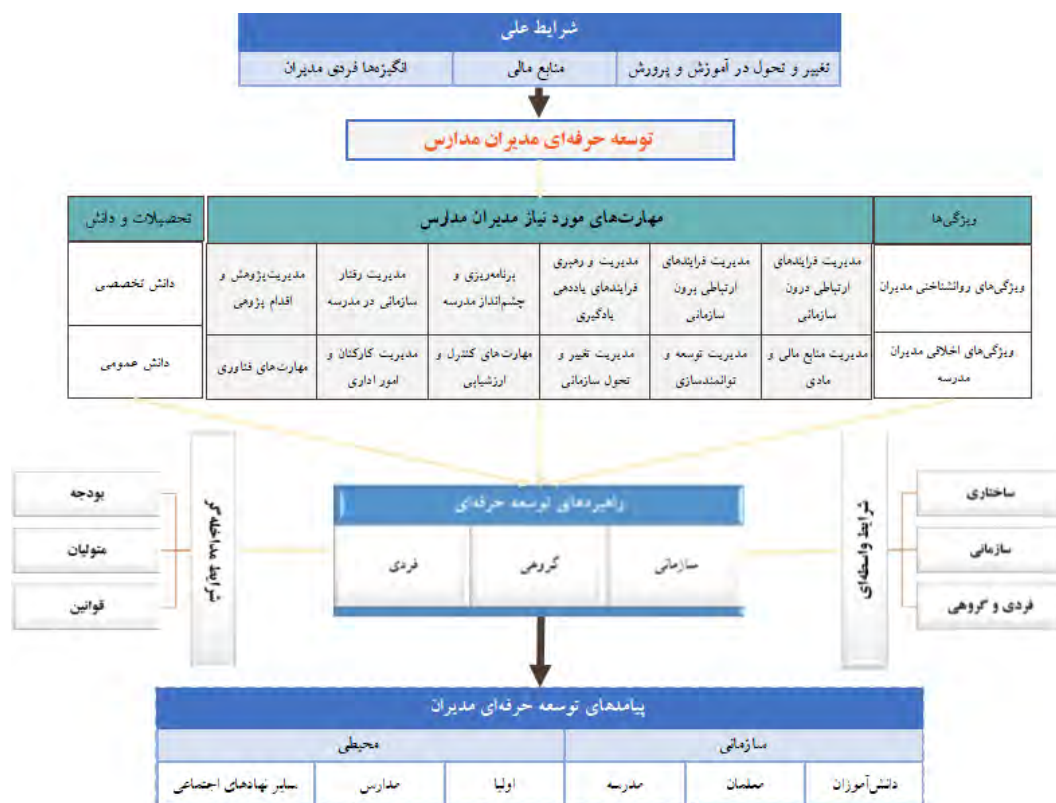 شرایط علی
تغییر و تحول در آموزش و پرورش
منابع مالی
انگیزه‌ها فردی مدیران
توسعه حرفه‌ای مدیران مدارس
ویژگی‌ها
مهارت‌های مورد نیاز مدیران مدارس
تحصیلات و دانش
ویژگی‌های روانشناختی مدیران
مدیریت فرایندهای
ارتباطی درون
سازمانی
مدیریت فرایندهای
ارتباطی برون
سازمانی
مدیریت و رهبری
فرایندهای یاددهی
یادگیری
برنامه‌ریزی و
چشم‌انداز مدرسه
مدیریت رفتار
سازمانی در مدرسه
مدیریت‌پژوهش و
اقدام پژوهی
دانش تخصصی
ویژگی‌های اخلاقی مدیران
مدرسه
مدیریت منابع مالی و
مادی
مدیریت توسعه و
توانمندسازی
مدیریت تغییر و
تحول سازمانی
مهارت‌های کنترل و
ارزشیابی
مدیریت کارکنان و
امور اداری
مهارت‌های فناوری
دانش عمومی
شرایط واسطه‌ای
ساختاری
سازمانی
فردی و گروهی
راهبردهای توسعه حرفه‌ای
سازمانی
گروهی
فردی
شرایط مداخله‌گر
بودجه
متولیان
قوانین
پیامدهای توسعه حرفه‌ای مدیران
سازمانی
محیطی
دانش‌آموزان
معلمان
مدرسه
اولیا
مدارس
سایر نهادهای اجتماعی